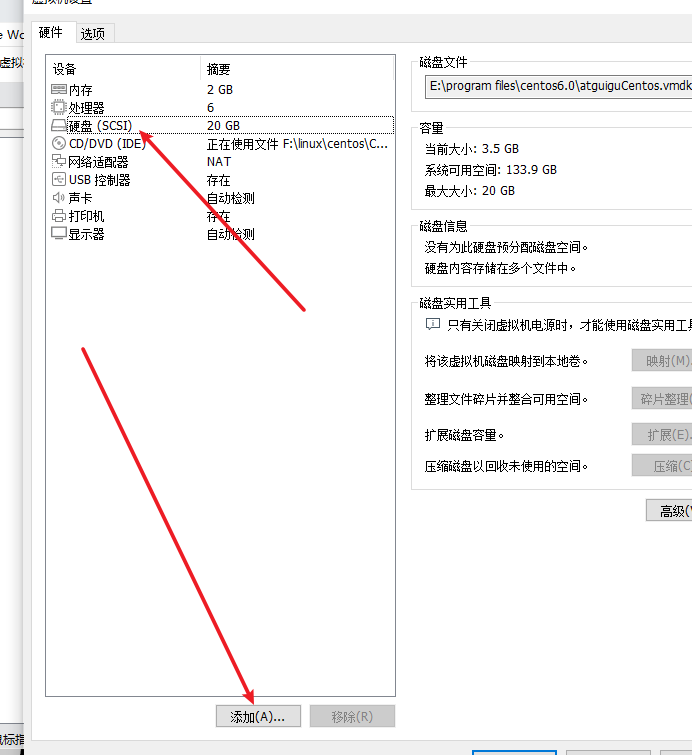 虚拟机设置
e Wo
虚拟
硬件 选项
设备 摘要
内存 2 GB
处理器 6
硬盘 (SCSI) 20 GB
CD/DVD (IDE) 正在使用文件 F:\linux\centos\C...
网络适配器 NAT
USB 控制器 存在
声卡 自动检测
打印机 存在
显示器 自动检测
添加(A)... 移除(R)
磁盘文件
E:\program files\centos6.0\atguiguCentos.vmdk
容量
当前大小: 3.5 GB
系统可用空间: 133.9 GB
最大大小: 20 GB
磁盘信息
没有为此硬盘预分配磁盘空间。
硬盘内容存储在多个文件中。
磁盘实用工具
只有关闭虚拟机电源时，才能使用磁盘实用工具
将该虚拟机磁盘映射到本地卷。 映射(M)
整理文件碎片并整合可用空间。 碎片整理(
扩展磁盘容量。 扩展(E).
压缩磁盘以回收未使用的空间。 压缩(C
高级(
鼠标指